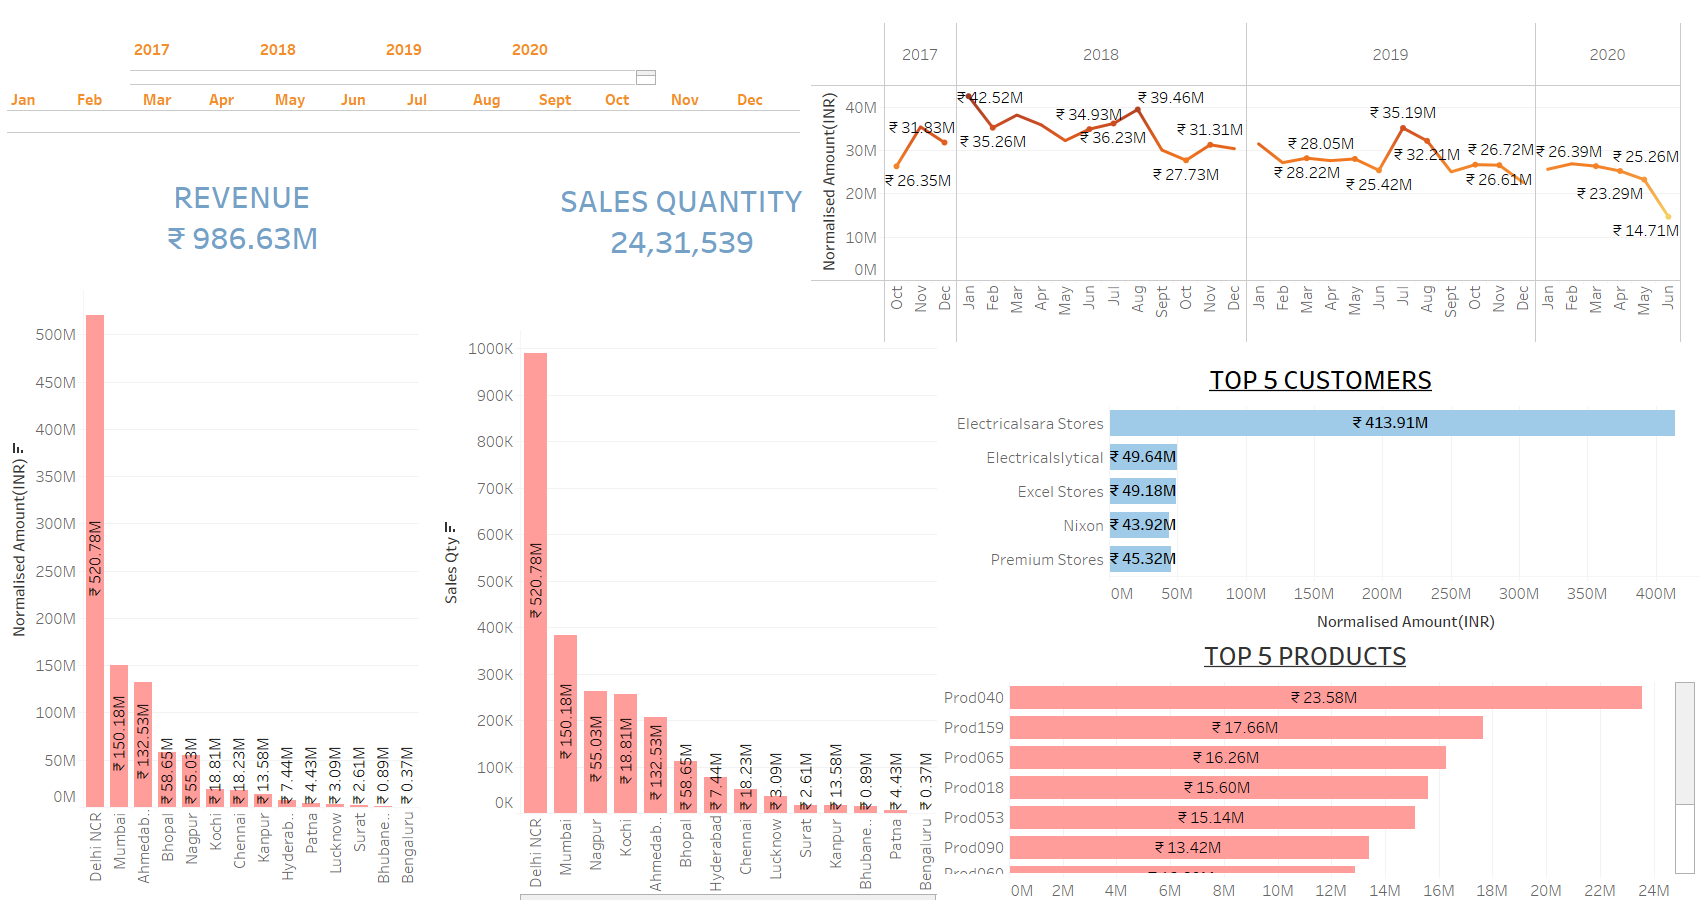 2017 2018 2019 2020
Jan Feb Mar Apr May Jun Jul Aug Sept Oct Nov Dec
REVENUE
₹ 986.63M
SALES QUANTITY
24,31,539
2017 2018 2019 2020
Normalised Amount(INR)
40M
30M
20M
10M
0M
₹ 26.35M
₹ 31.83M
₹ 42.52M
₹ 35.26M
₹ 34.93M
₹ 36.23M
₹ 39.46M
₹ 27.73M
₹ 31.31M
₹ 28.05M
₹ 28.22M
₹ 25.42M
₹ 35.19M
₹ 32.21M
₹ 26.72M
₹ 26.61M
₹ 26.39M
₹ 23.29M
₹ 25.26M
₹ 14.71M
Oct Nov Dec Jan Feb Mar Apr May Jun Jul Aug Sept Oct Nov Dec Jan Feb Mar Apr May Jun Jul Aug Sept Oct Nov Dec Jan Feb Mar Apr May Jun
Normalised Amount(INR)
500M
450M
400M
350M
300M
250M
200M
150M
100M
50M
0M
₹ 520.78M
₹ 150.18M
₹ 132.53M
₹ 58.65M
₹ 55.03M
₹ 18.81M
₹ 18.23M
₹ 13.58M
₹ 7.44M
₹ 4.43M
₹ 3.09M
₹ 2.61M
₹ 0.89M
₹ 0.37M
Delhi NCR
Mumbai
Ahmedab..
Bhopal
Nagpur
Kochi
Chennai
Kanpur
Hyderab..
Patna
Lucknow
Surat
Bhubane..
Bengaluru
Sales Qty
1000K
900K
800K
700K
600K
500K
400K
300K
200K
100K
0K
₹ 520.78M
₹ 150.18M
₹ 55.03M
₹ 18.81M
₹ 132.53M
₹ 58.65M
₹ 7.44M
₹ 18.23M
₹ 3.09M
₹ 2.61M
₹ 13.58M
₹ 0.89M
₹ 4.43M
₹ 0.37M
Delhi NCR
Mumbai
Nagpur
Kochi
Ahmedab..
Bhopal
Hyderabad
Chennai
Lucknow
Surat
Kanpur
Bhubane..
Patna
Bengaluru
TOP 5 CUSTOMERS
Electricalsara Stores ₹ 413.91M
Electricalslytical ₹ 49.64M
Excel Stores ₹ 49.18M
Nixon ₹ 43.92M
Premium Stores ₹ 45.32M
0M 50M 100M 150M 200M 250M 300M 350M 400M
Normalised Amount(INR)
TOP 5 PRODUCTS
Prod040 ₹ 23.58M
Prod159 ₹ 17.66M
Prod065 ₹ 16.26M
Prod018 ₹ 15.60M
Prod053 ₹ 15.14M
Prod090 ₹ 13.42M
Prod060
0M 2M 4M 6M 8M 10M 12M 14M 16M 18M 20M 22M 24M